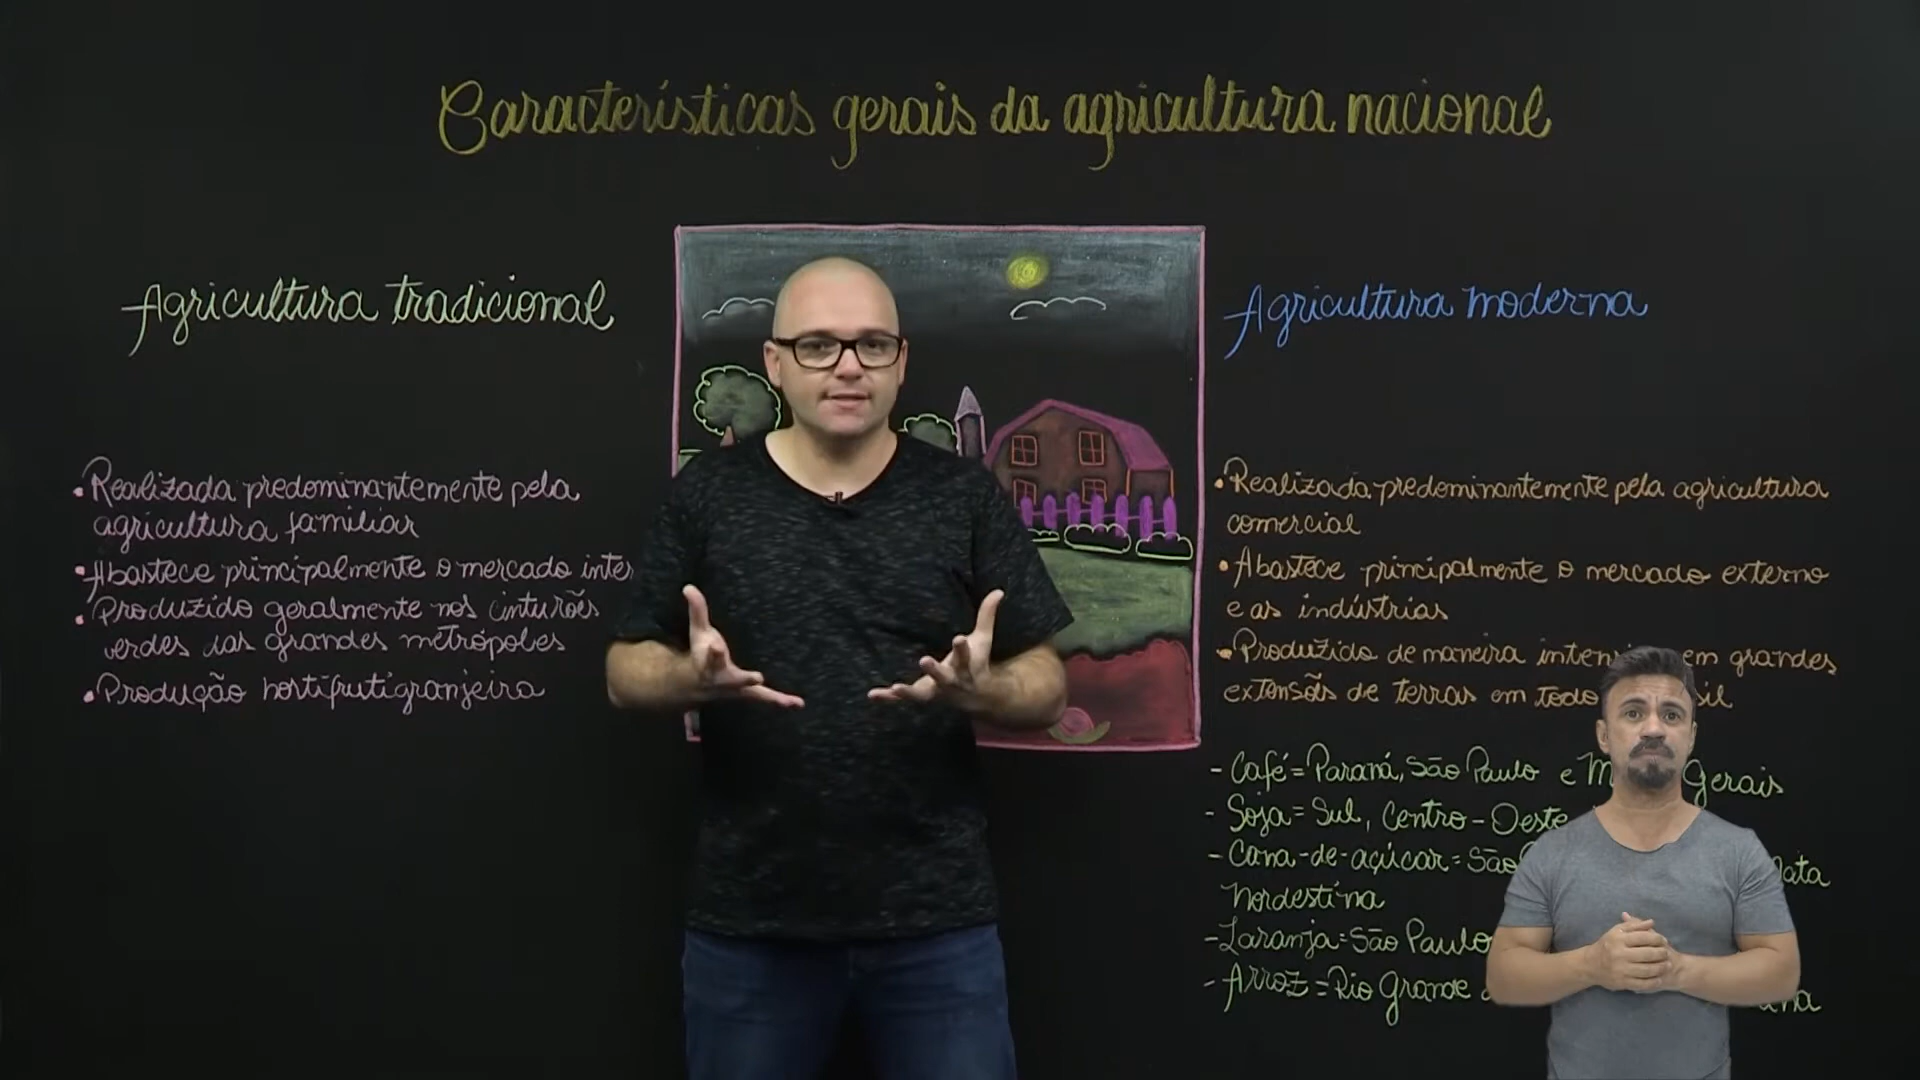 Características gerais da agricultura nacional
Agricultura tradicional
• Realizada predominantemente pela
agricultura familiar
• Abastece principalmente o mercado inter
• Produzido geralmente nos cinturões
verdes das grandes metrópoles
• Produção hortifrutigranjeira
Agricultura moderna
• Realizada predominantemente pela agricultura
comercial
• Abastece principalmente o mercado externo
e as indústrias
• Produzido de maneira em grandes
extensões de terras em todo
- Café = Paraná, São Paulo e Gerais
- Soja = Sul, Centro-Oeste
- Cana-de-açúcar = São
Nordestina
- Laranja = São Paulo
- Arroz = Rio Grande